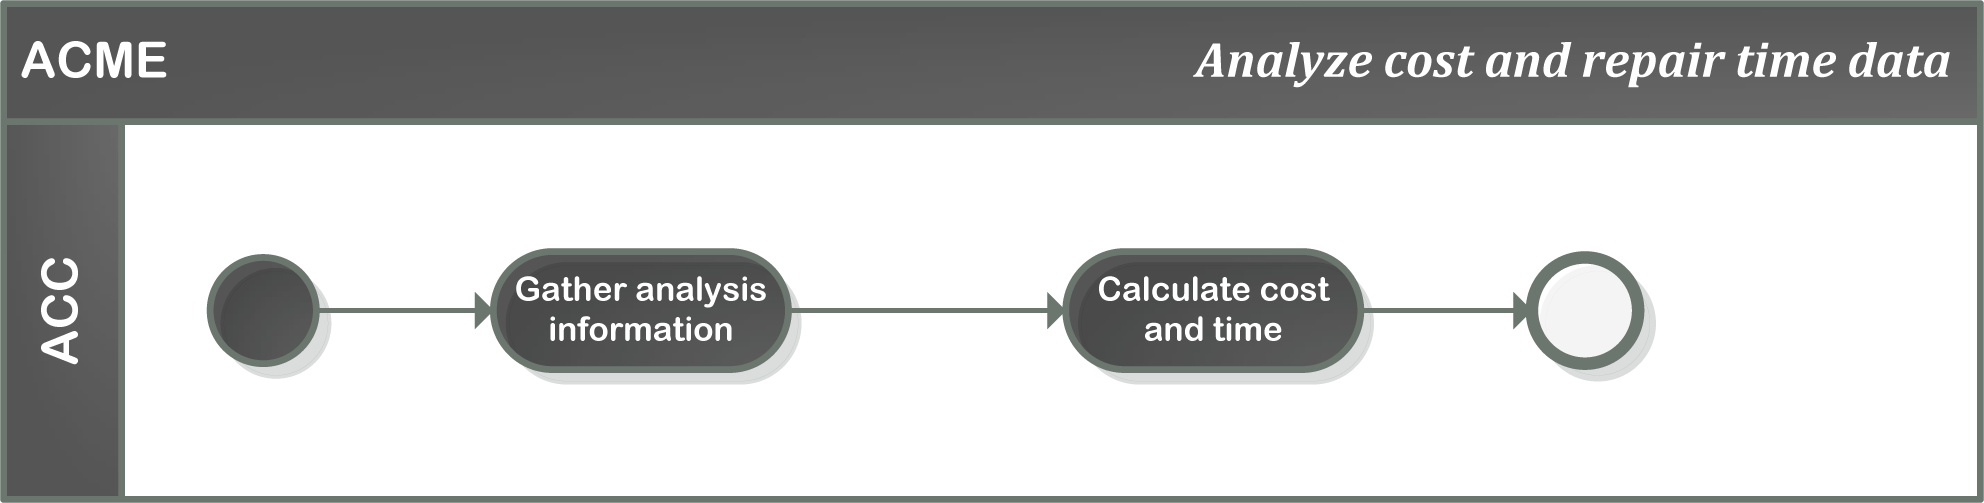 ACME
Analyze cost and repair time data
ACC
Gather analysis
information
Calculate cost
and time